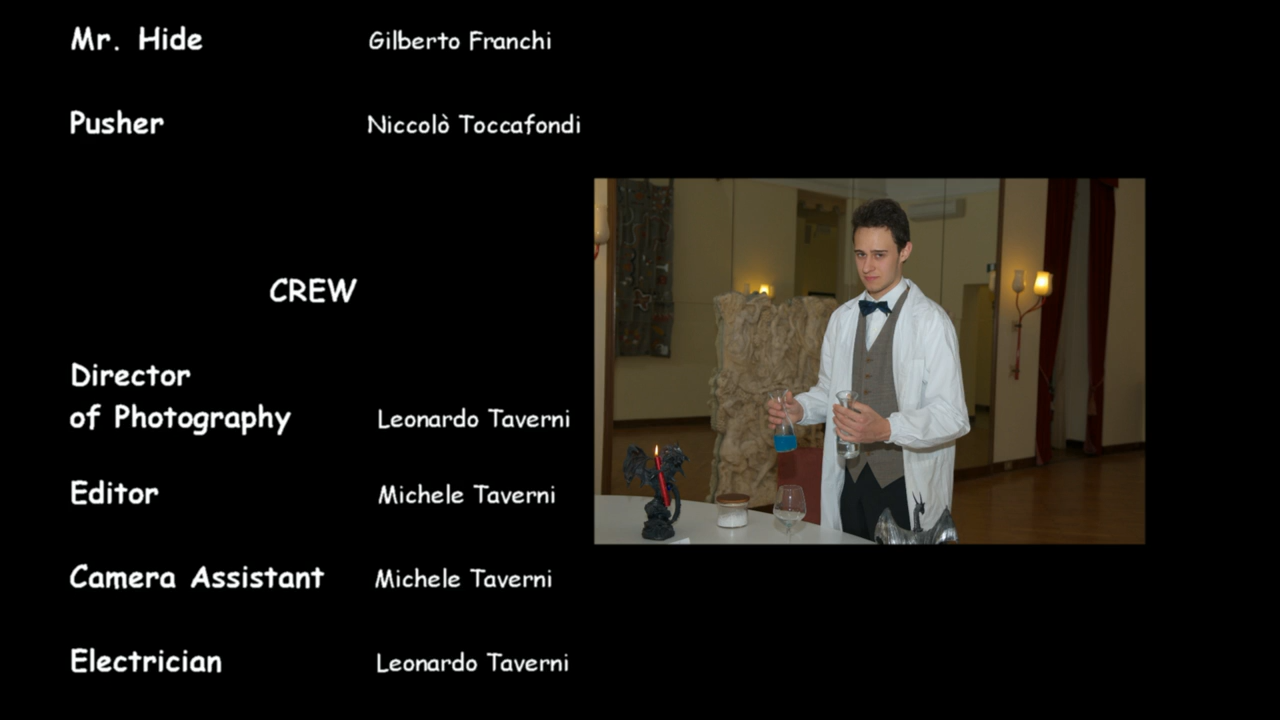 Mr. Hide Gilberto Franchi
Pusher Niccolò Toccafondi
CREW
Director
of Photography Leonardo Taverni
Editor Michele Taverni
Camera Assistant Michele Taverni
Electrician Leonardo Taverni